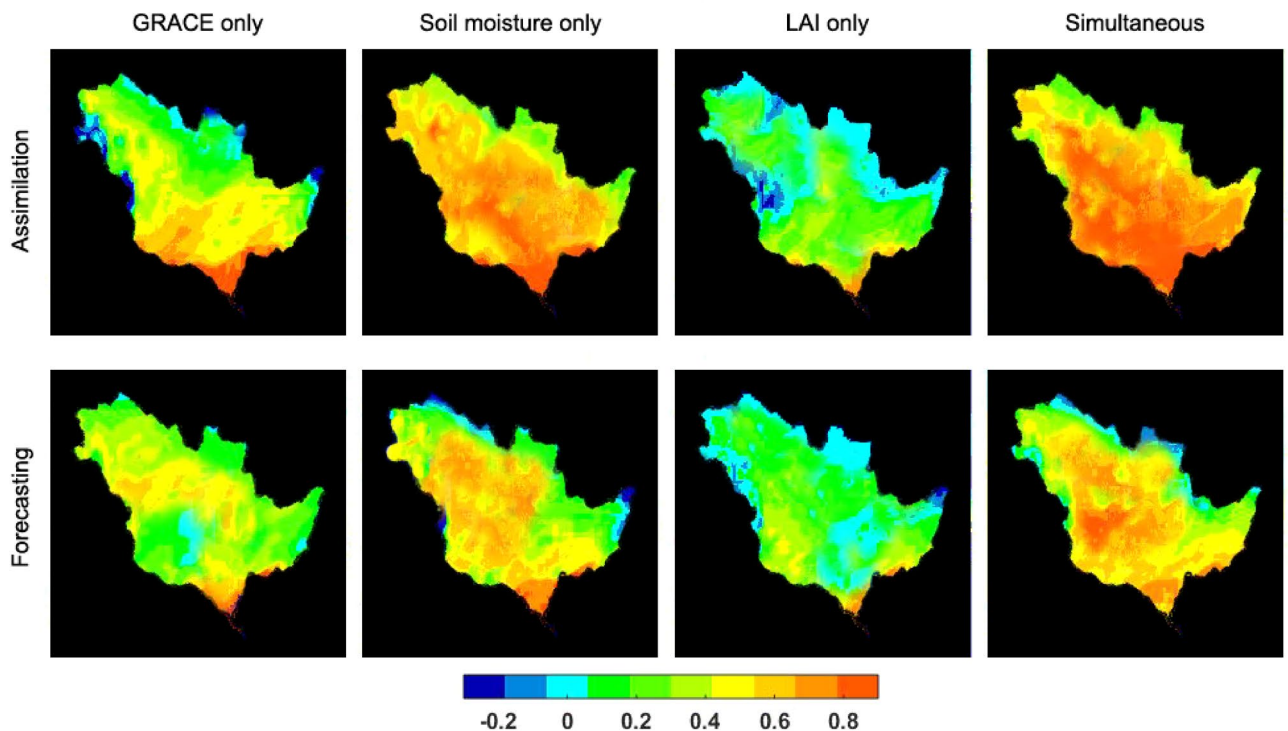 GRACE only Soil moisture only LAI only Simultaneous
Assimilation
Forecasting
-0.2 0 0.2 0.4 0.6 0.8